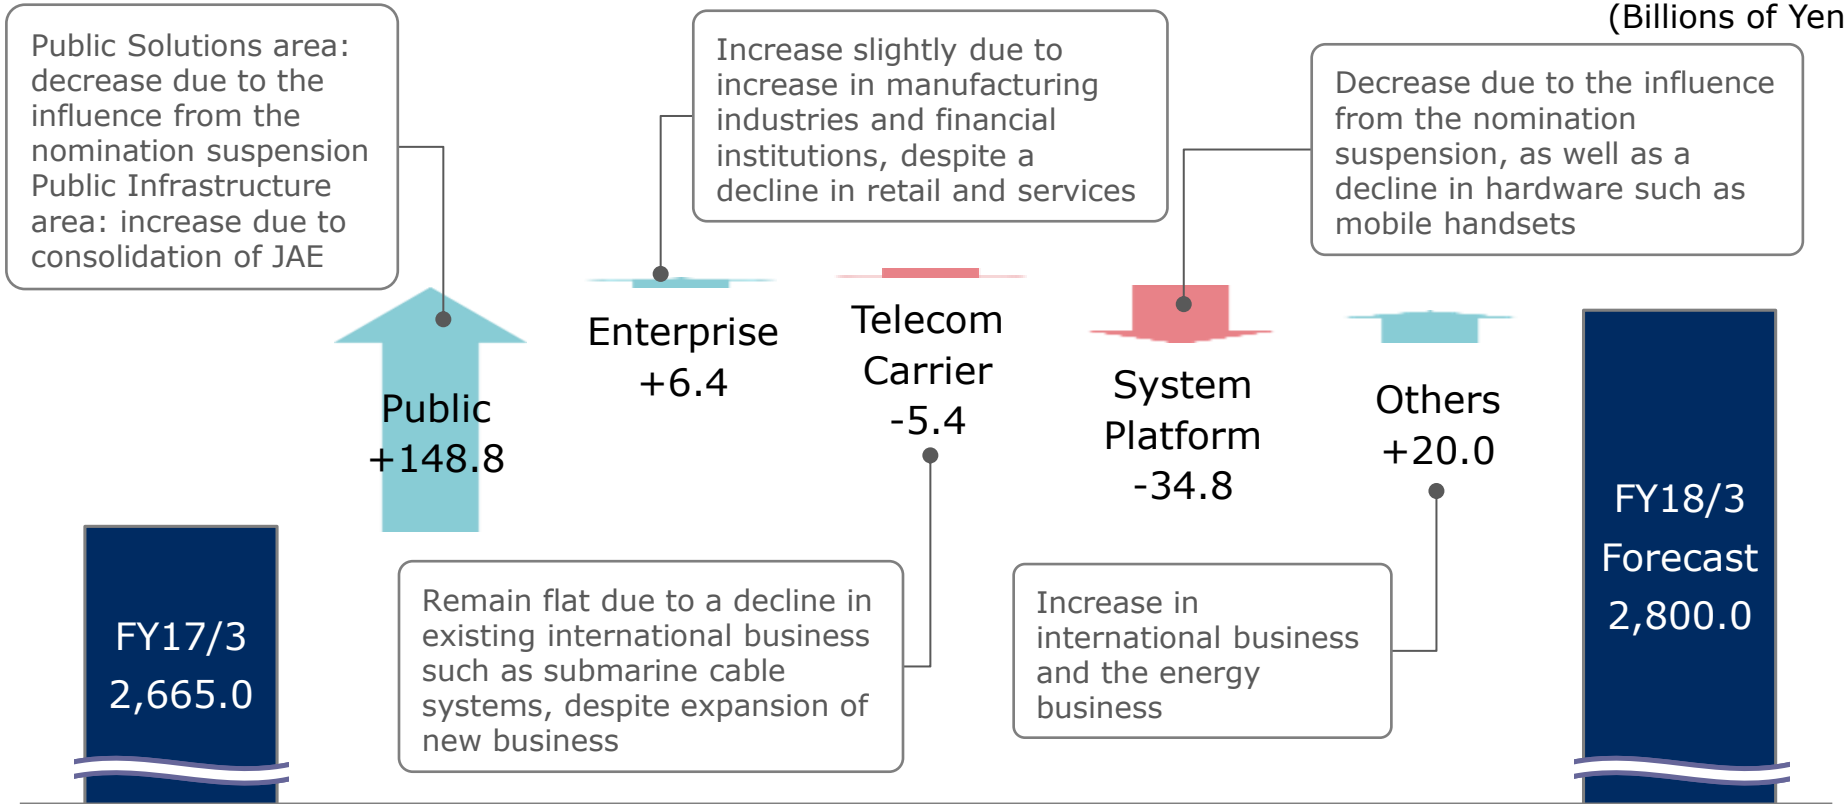 (Billions of Yen
Public Solutions area:
decrease due to the
influence from the
nomination suspension
Public Infrastructure
area: increase due to
consolidation of JAE
Increase slightly due to
increase in manufacturing
industries and financial
institutions, despite a
decline in retail and services
Decrease due to the influence
from the nomination
suspension, as well as a
decline in hardware such as
mobile handsets
Public
+148.8
Enterprise
+6.4
Telecom
Carrier
-5.4
System
Platform
-34.8
Others
+20.0
FY17/3
2,665.0
Remain flat due to a decline in
existing international business
such as submarine cable
systems, despite expansion of
new business
Increase in
international business
and the energy
business
FY18/3
Forecast
2,800.0